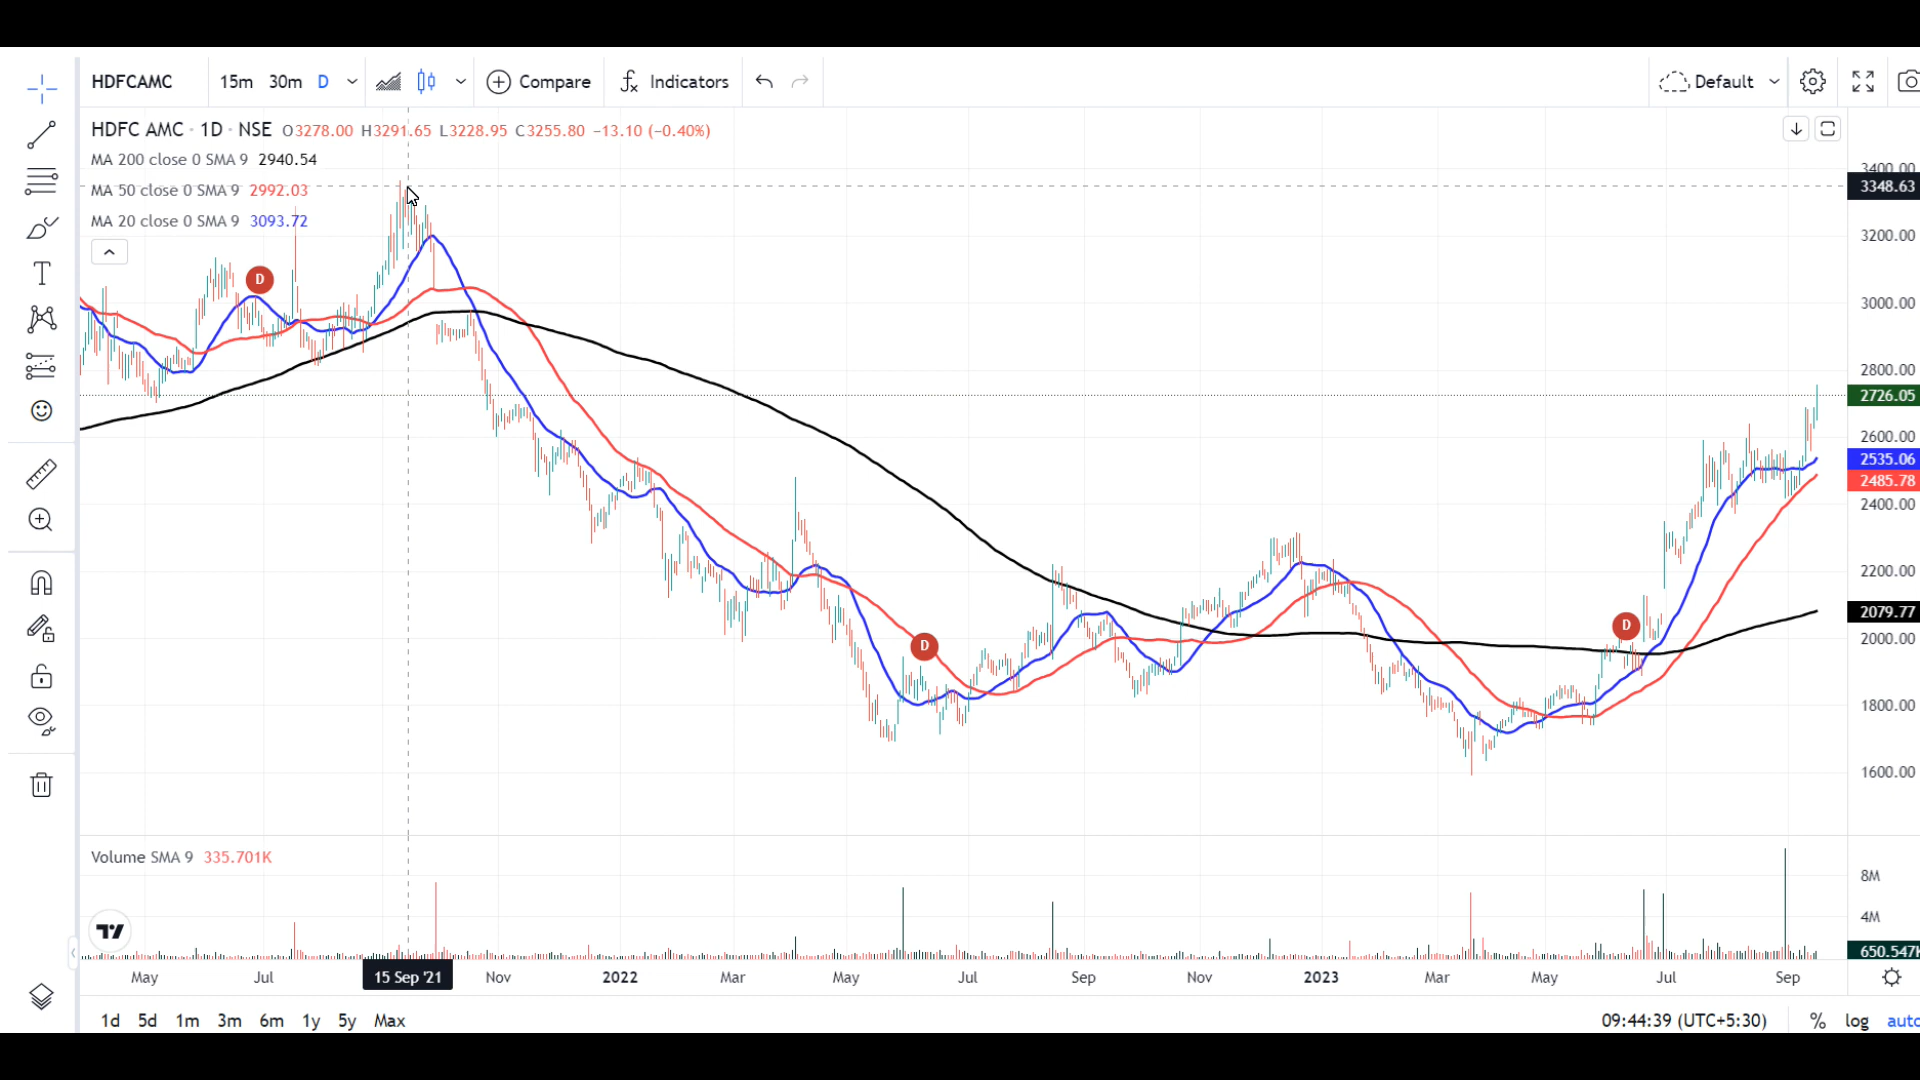 HDFCAMC 15m 30m D Compare Indicators Default
HDFC AMC · 1D · NSE O3278.00 H3291.65 L3228.95 C3255.80 −13.10 (−0.40%)
MA 200 close 0 SMA 9 2940.54
MA 50 close 0 SMA 9 2992.03
MA 20 close 0 SMA 9 3093.72
3400.00
3348.63
3200.00
3000.00
2800.00
2726.05
2600.00
2535.06
2485.78
2400.00
2200.00
2079.77
2000.00
1800.00
1600.00
D
D
D
T
Volume SMA 9 335.701K
8M
4M
650.547K
May Jul 15 Sep '21 Nov 2022 Mar May Jul Sep Nov 2023 Mar May Jul Sep
1d 5d 1m 3m 6m 1y 5y Max 09:44:39 (UTC+5:30) % log auto